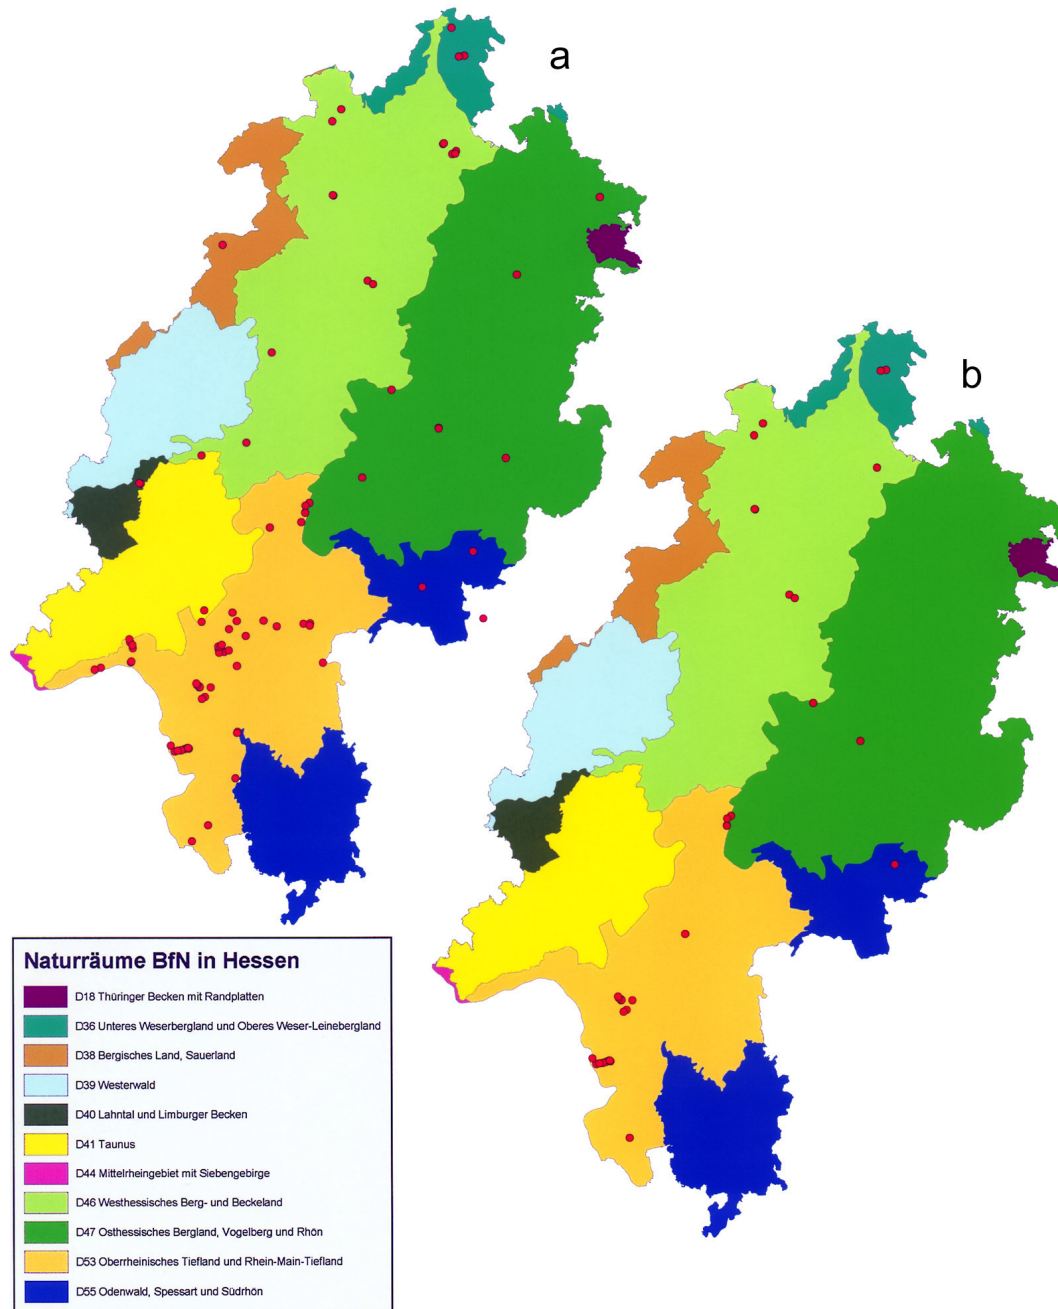 a
b
Naturräume BfN in Hessen
D18 Thüringer Becken mit Randplatten
D36 Unteres Weserbergland und Oberes Weser-Leinebergland
D38 Bergisches Land, Sauerland
D39 Westerwald
D40 Lahntal und Limburger Becken
D41 Taunus
D44 Mittelrheingebiet mit Siebengebirge
D46 Westhessisches Berg- und Beckeland
D47 Osthessisches Bergland, Vogelberg und Rhön
D53 Oberrheinisches Tiefland und Rhein-Main-Tiefland
D55 Odenwald, Spessart und Südrhön